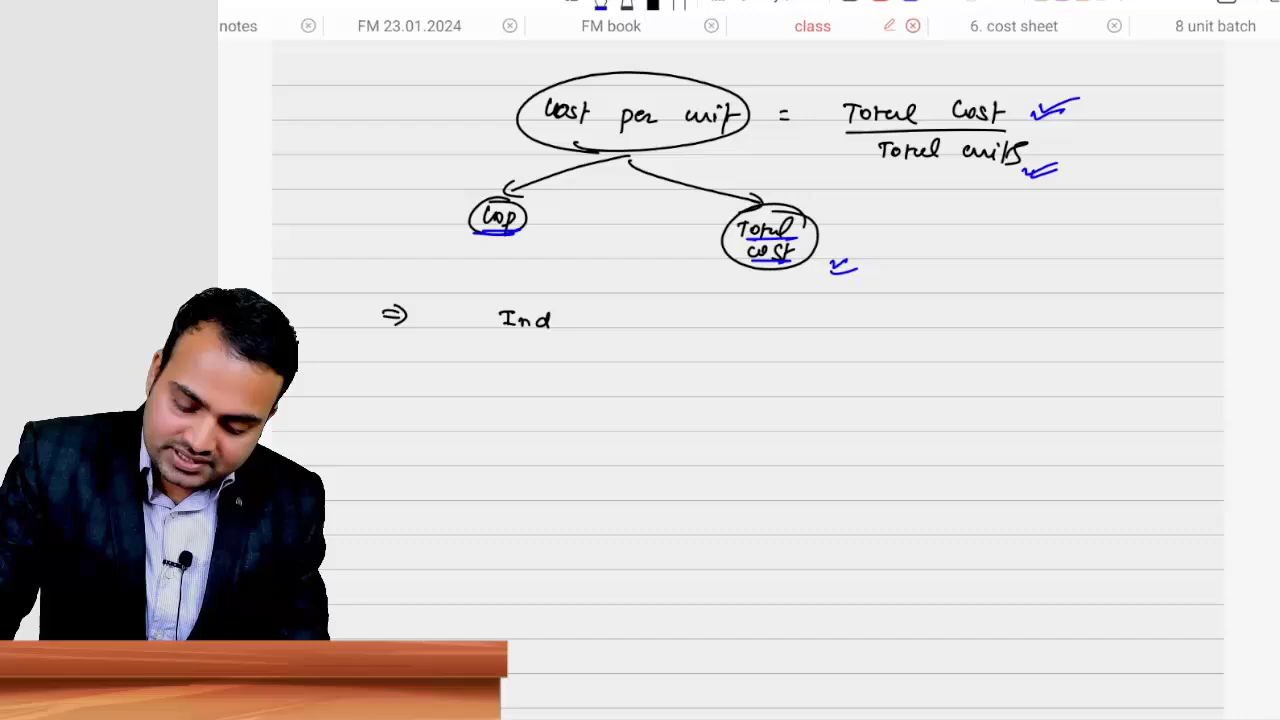 notes FM 23.01.2024 FM book class 6. cost sheet 8 unit batch
Cost per unit = Total Cost
Total units
Cop
Total
cost
⇒ Ind